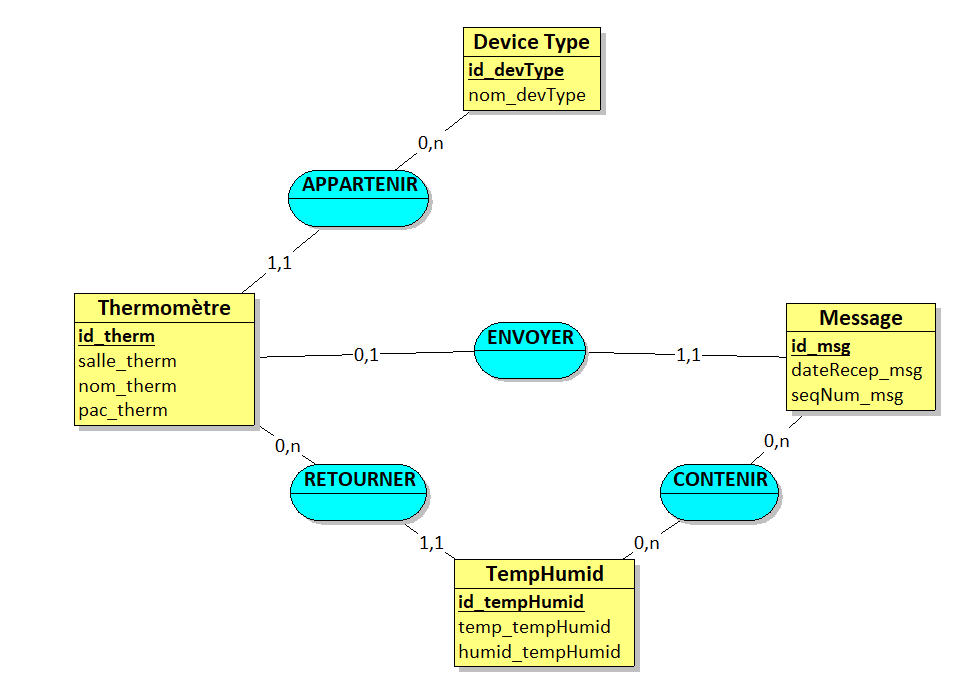 Device Type
id_devType
nom_devType
0,n
APPARTENIR
1,1
Thermomètre
id_therm
salle_therm
nom_therm
pac_therm
0,1
ENVOYER
1,1
Message
id_msg
dateRecep_msg
seqNum_msg
0,n
RETOURNER
1,1
0,n
CONTENIR
0,n
TempHumid
id_tempHumid
temp_tempHumid
humid_tempHumid